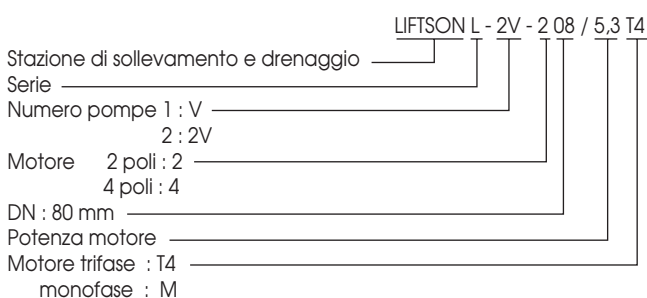 LIFTSON L - 2V - 2 08 / 5,3 T4
Stazione di sollevamento e drenaggio
Serie
Numero pompe 1 : V
2 : 2V
Motore 2 poli : 2
4 poli : 4
DN : 80 mm
Potenza motore
Motore trifase : T4
monofase : M